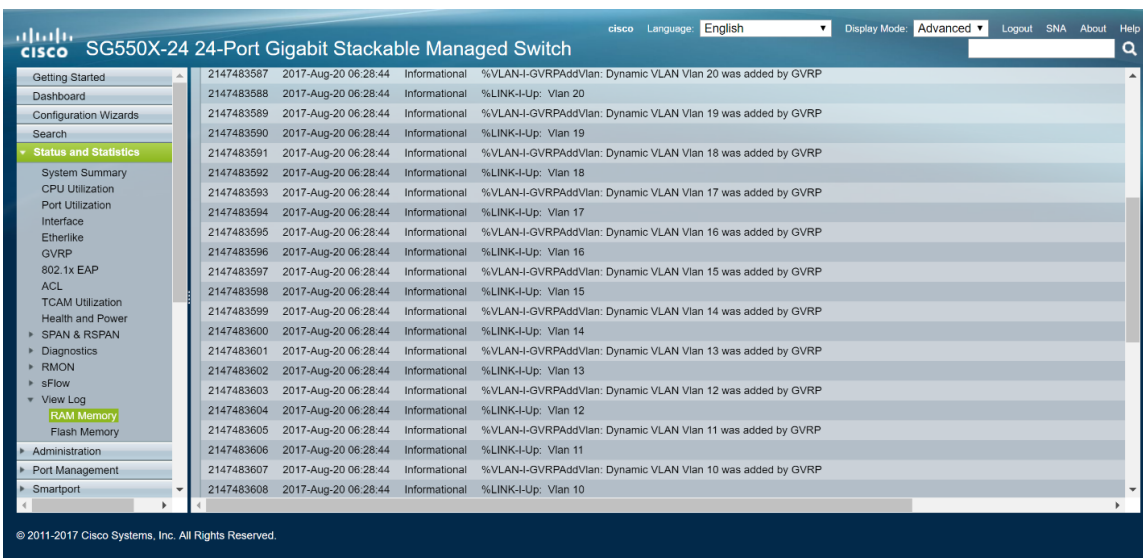 cisco Language: English Display Mode: Advanced Logout SNA About Help
CISCO SG550X-24 24-Port Gigabit Stackable Managed Switch
Getting Started
Dashboard
Configuration Wizards
Search
Status and Statistics
System Summary
CPU Utilization
Port Utilization
Interface
Etherlike
GVRP
802.1x EAP
ACL
TCAM Utilization
Health and Power
SPAN & RSPAN
Diagnostics
RMON
sFlow
View Log
RAM Memory
Flash Memory
Administration
Port Management
Smartport
2147483587 2017-Aug-20 06:28:44 Informational %VLAN-I-GVRPAddVlan: Dynamic VLAN Vlan 20 was added by GVRP
2147483588 2017-Aug-20 06:28:44 Informational %LINK-I-Up: Vlan 20
2147483589 2017-Aug-20 06:28:44 Informational %VLAN-I-GVRPAddVlan: Dynamic VLAN Vlan 19 was added by GVRP
2147483590 2017-Aug-20 06:28:44 Informational %LINK-I-Up: Vlan 19
2147483591 2017-Aug-20 06:28:44 Informational %VLAN-I-GVRPAddVlan: Dynamic VLAN Vlan 18 was added by GVRP
2147483592 2017-Aug-20 06:28:44 Informational %LINK-I-Up: Vlan 18
2147483593 2017-Aug-20 06:28:44 Informational %VLAN-I-GVRPAddVlan: Dynamic VLAN Vlan 17 was added by GVRP
2147483594 2017-Aug-20 06:28:44 Informational %LINK-I-Up: Vlan 17
2147483595 2017-Aug-20 06:28:44 Informational %VLAN-I-GVRPAddVlan: Dynamic VLAN Vlan 16 was added by GVRP
2147483596 2017-Aug-20 06:28:44 Informational %LINK-I-Up: Vlan 16
2147483597 2017-Aug-20 06:28:44 Informational %VLAN-I-GVRPAddVlan: Dynamic VLAN Vlan 15 was added by GVRP
2147483598 2017-Aug-20 06:28:44 Informational %LINK-I-Up: Vlan 15
2147483599 2017-Aug-20 06:28:44 Informational %VLAN-I-GVRPAddVlan: Dynamic VLAN Vlan 14 was added by GVRP
2147483600 2017-Aug-20 06:28:44 Informational %LINK-I-Up: Vlan 14
2147483601 2017-Aug-20 06:28:44 Informational %VLAN-I-GVRPAddVlan: Dynamic VLAN Vlan 13 was added by GVRP
2147483602 2017-Aug-20 06:28:44 Informational %LINK-I-Up: Vlan 13
2147483603 2017-Aug-20 06:28:44 Informational %VLAN-I-GVRPAddVlan: Dynamic VLAN Vlan 12 was added by GVRP
2147483604 2017-Aug-20 06:28:44 Informational %LINK-I-Up: Vlan 12
2147483605 2017-Aug-20 06:28:44 Informational %VLAN-I-GVRPAddVlan: Dynamic VLAN Vlan 11 was added by GVRP
2147483606 2017-Aug-20 06:28:44 Informational %LINK-I-Up: Vlan 11
2147483607 2017-Aug-20 06:28:44 Informational %VLAN-I-GVRPAddVlan: Dynamic VLAN Vlan 10 was added by GVRP
2147483608 2017-Aug-20 06:28:44 Informational %LINK-I-Up: Vlan 10
© 2011-2017 Cisco Systems, Inc. All Rights Reserved.